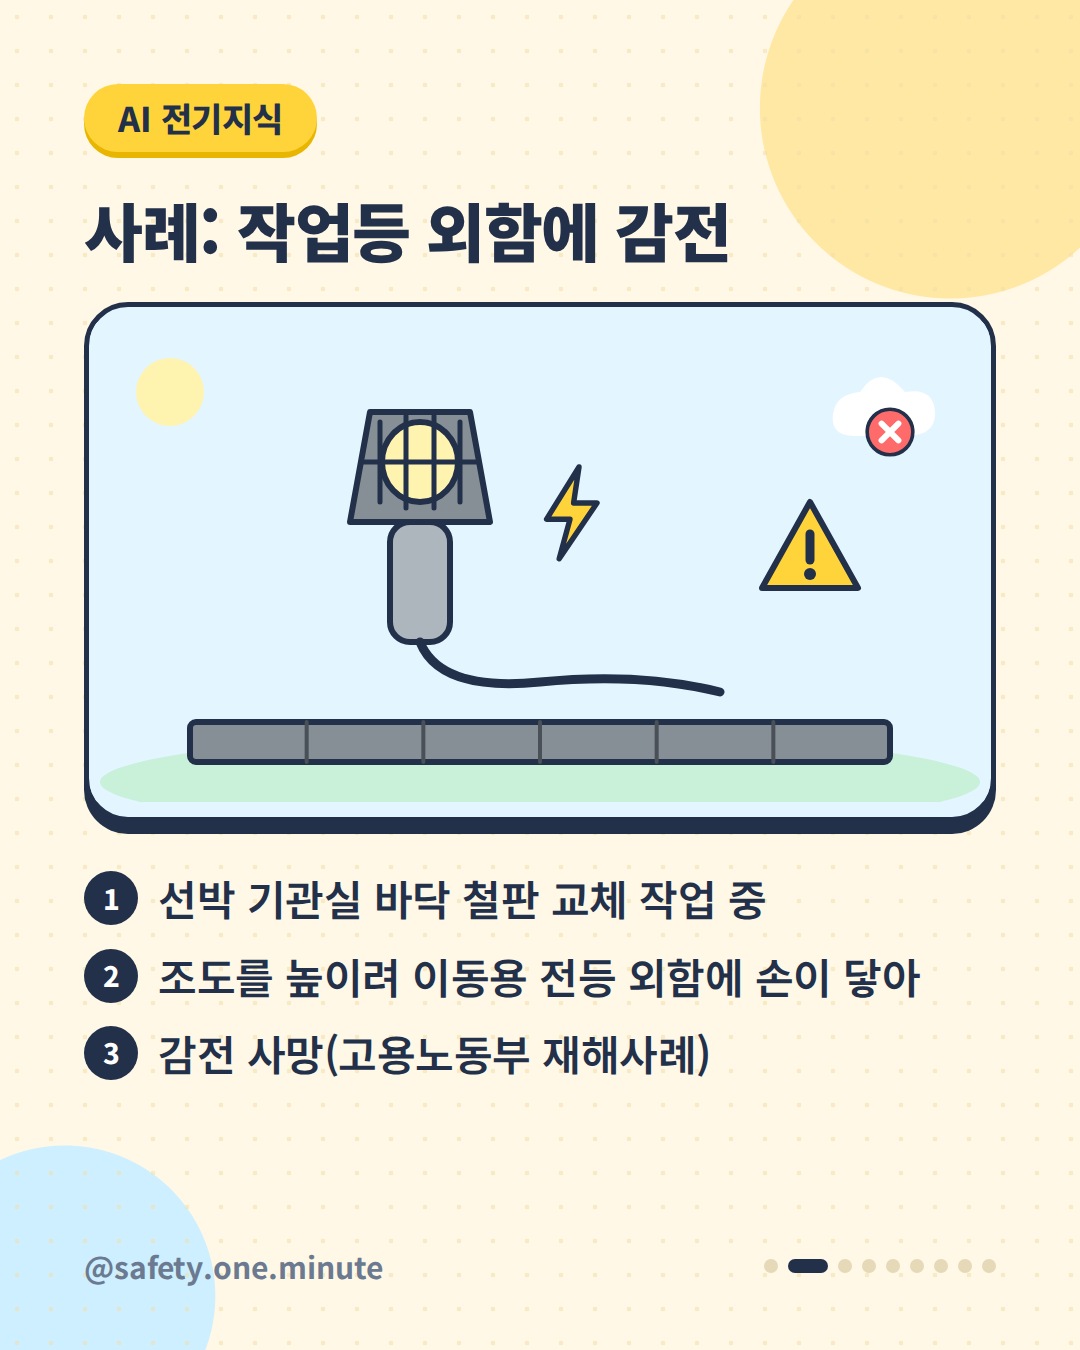 AI 전기지식
사례: 작업등 외함에 감전
1 선박 기관실 바닥 철판 교체 작업 중
2 조도를 높이려 이동용 전등 외함에 손이 닿아
3 감전 사망(고용노동부 재해사례)
@safety.one.minute